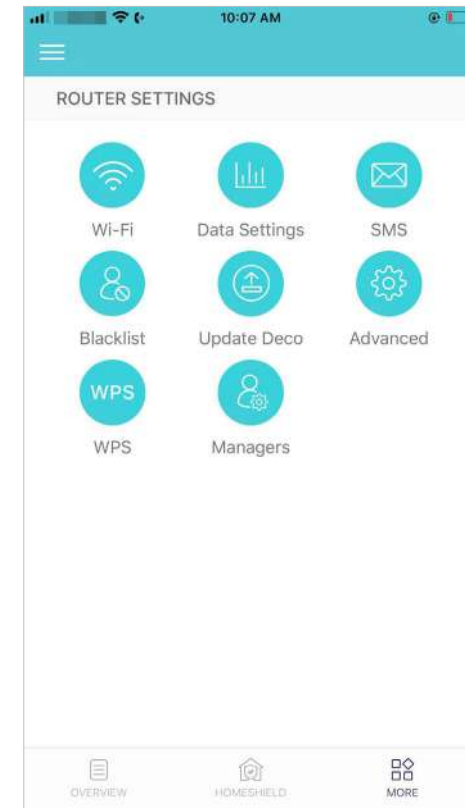 10:07 AM
ROUTER SETTINGS
Wi-Fi Data Settings SMS
Blacklist Update Deco Advanced
WPS
WPS Managers
OVERVIEW HOMESHIELD MORE